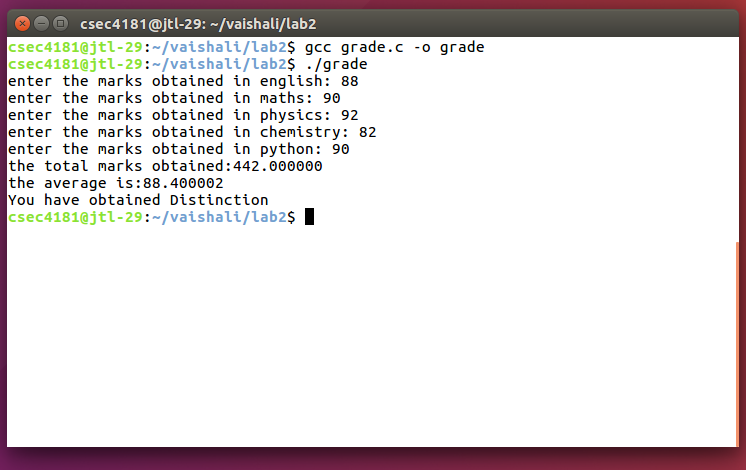 csec4181@jtl-29: ~/vaishali/lab2
csec4181@jtl-29:~/vaishali/lab2$ gcc grade.c -o grade
csec4181@jtl-29:~/vaishali/lab2$ ./grade
enter the marks obtained in english: 88
enter the marks obtained in maths: 90
enter the marks obtained in physics: 92
enter the marks obtained in chemistry: 82
enter the marks obtained in python: 90
the total marks obtained:442.000000
the average is:88.400002
You have obtained Distinction
csec4181@jtl-29:~/vaishali/lab2$